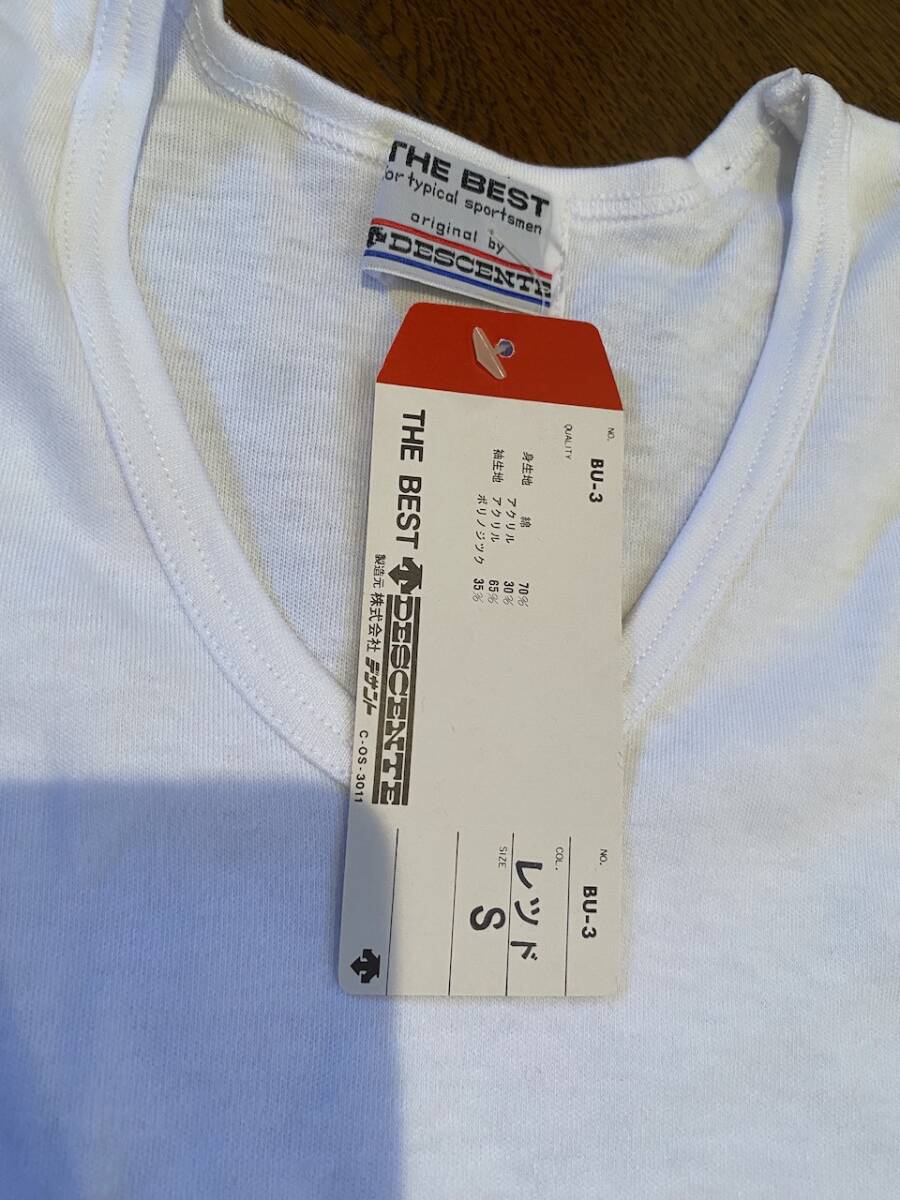 THE BEST
for typical sportsmen
original by
DESCENTE
NO. BU-3
QUALITY
身生地 綿 70%
アクリル 30%
袖生地 アクリル 65%
ポリノジック 35%
THE BEST DESCENTE
製造元 株式会社 デサント C-OS-3011
NO. BU-3
COL. レッド
SIZE S